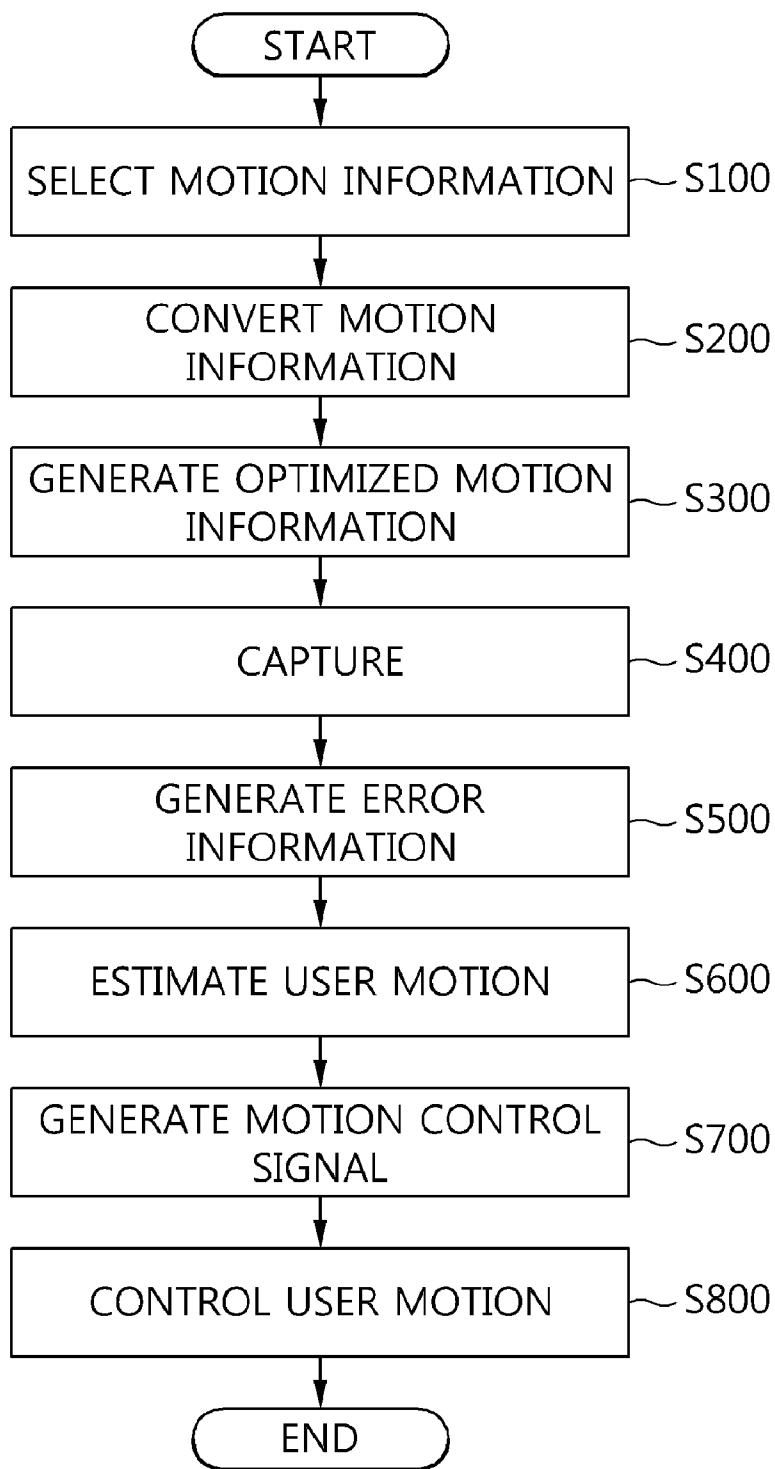 START
SELECT MOTION INFORMATION
S100
CONVERT MOTION
INFORMATION
S200
GENERATE OPTIMIZED MOTION
INFORMATION
S300
CAPTURE
S400
GENERATE ERROR
INFORMATION
S500
ESTIMATE USER MOTION
S600
GENERATE MOTION CONTROL
SIGNAL
S700
CONTROL USER MOTION
S800
END